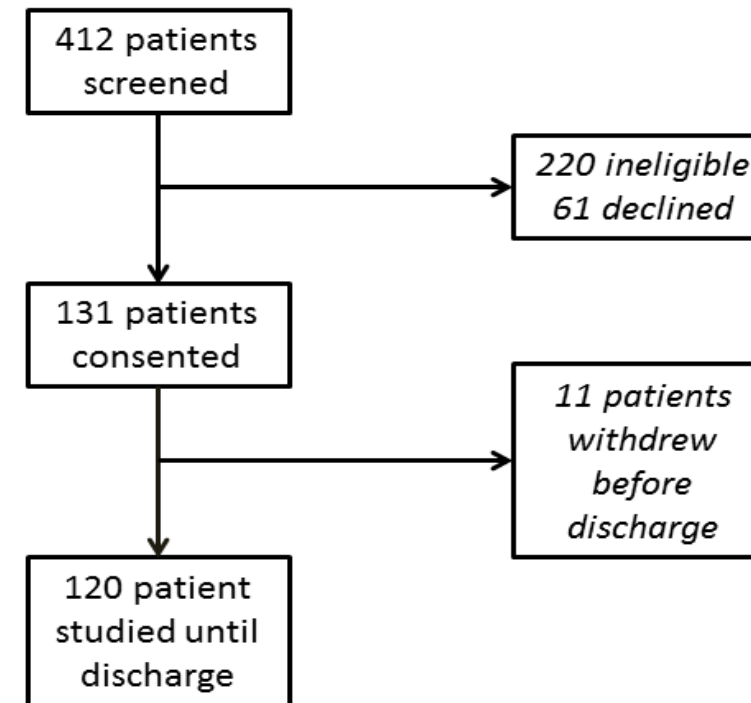 412 patients
screened
220 ineligible
61 declined
131 patients
consented
11 patients
withdrew
before
discharge
120 patient
studied until
discharge